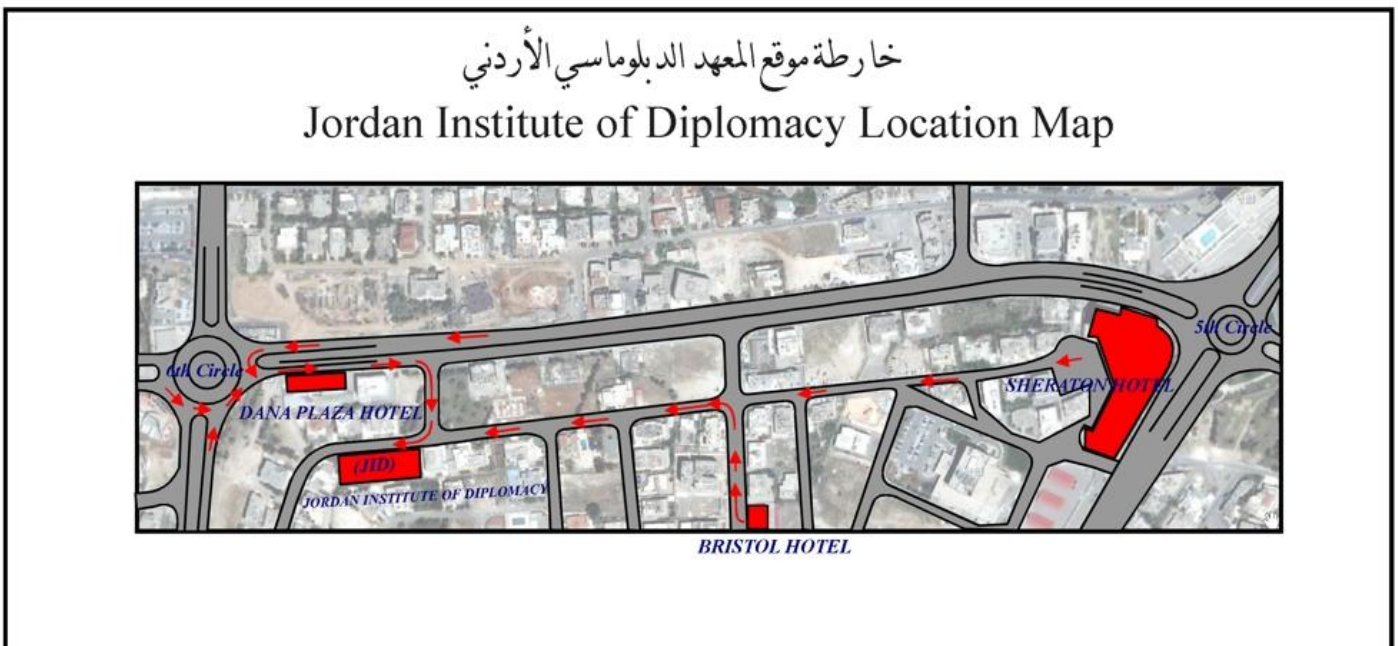 خارطة موقع المعهد الدبلوماسي الأردني
Jordan Institute of Diplomacy Location Map
5th Circle
6th Circle
SHERATON HOTEL
DANA PLAZA HOTEL
(JID)
JORDAN INSTITUTE OF DIPLOMACY
BRISTOL HOTEL